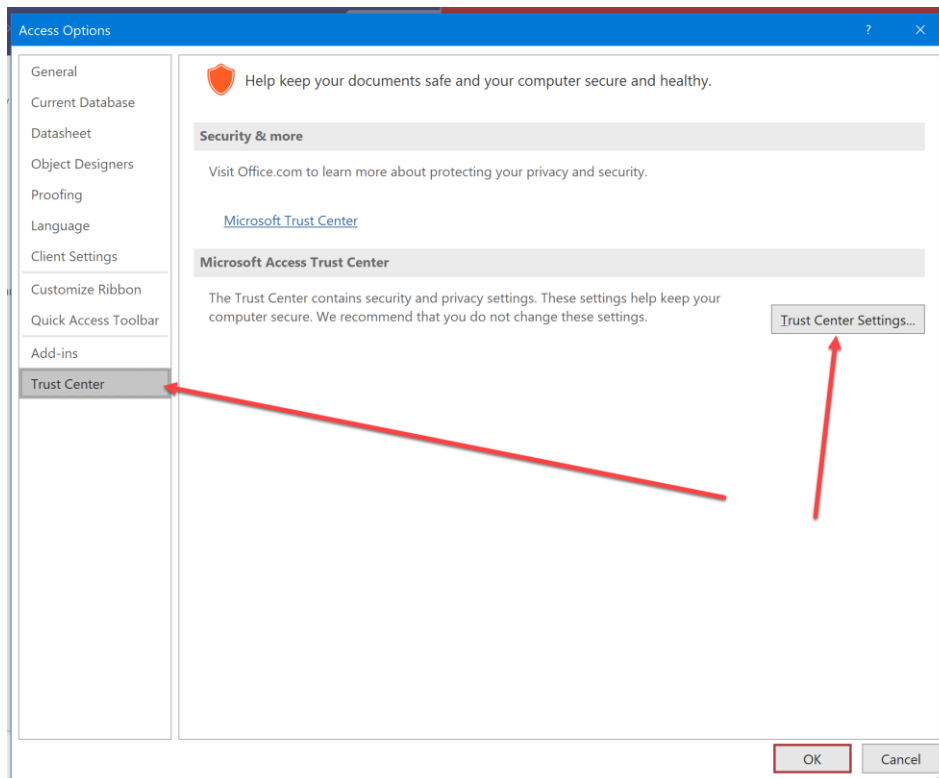 Access Options
?
General
Current Database
Datasheet
Object Designers
Proofing
Language
Client Settings
Customize Ribbon
Quick Access Toolbar
Add-ins
Trust Center
Help keep your documents safe and your computer secure and healthy.
Security & more
Visit Office.com to learn more about protecting your privacy and security.
Microsoft Trust Center
Microsoft Access Trust Center
The Trust Center contains security and privacy settings. These settings help keep your
computer secure. We recommend that you do not change these settings.
Trust Center Settings...
OK
Cancel